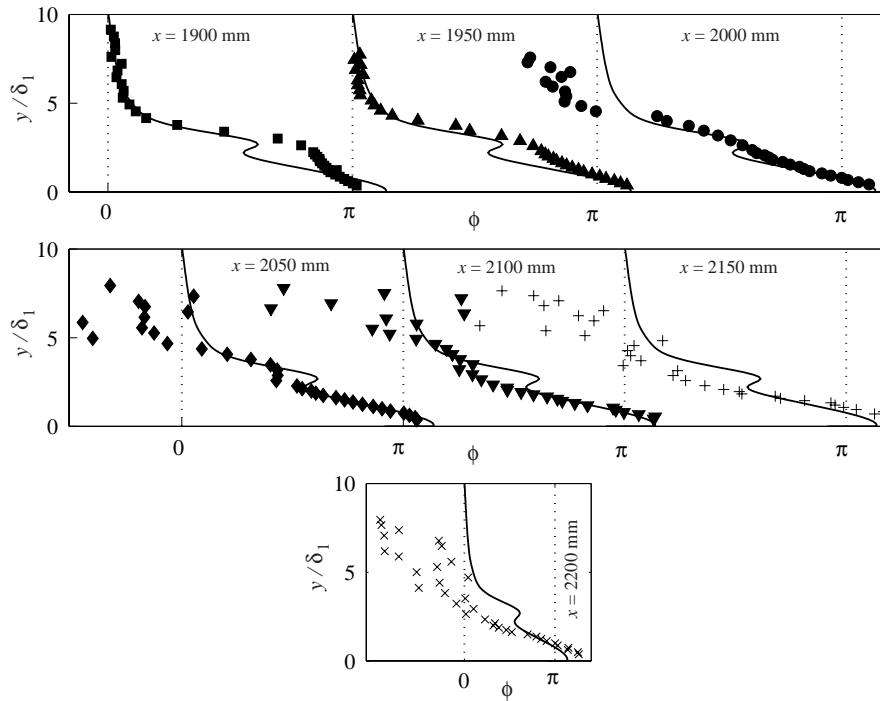 10
5
0
y / δ1
x = 1900 mm
x = 1950 mm
x = 2000 mm
0
π
ϕ
π
π
10
5
0
y / δ1
x = 2050 mm
x = 2100 mm
x = 2150 mm
0
π
ϕ
π
π
10
5
0
y / δ1
x = 2200 mm
0
ϕ
π